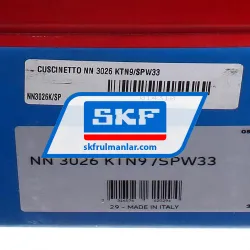 CUSCINETTO NN 3026 KTN9/SPW33
NN3026K/SP
SKF
skfrulmanlar.com
NN 3026 KTN9/SPW33
29 - MADE IN ITALY